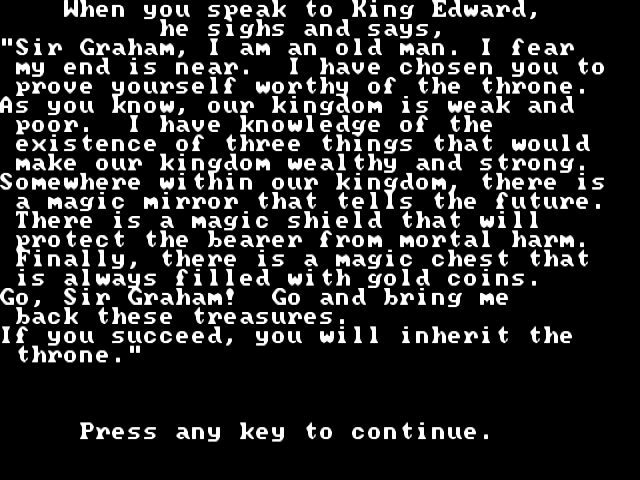 When you speak to King Edward,
he sighs and says,
"Sir Graham, I am an old man. I fear
my end is near.  I have chosen you to
prove yourself worthy of the throne.
As you know, our kingdom is weak and
poor.  I have knowledge of the
existence of three things that would
make our kingdom wealthy and strong.
Somewhere within our kingdom, there is
a magic mirror that tells the future.
There is a magic shield that will
protect the bearer from mortal harm.
Finally, there is a magic chest that
is always filled with gold coins.
Go, Sir Graham!  Go and bring me
back these treasures.
If you succeed, you will inherit the
throne."
Press any key to continue.